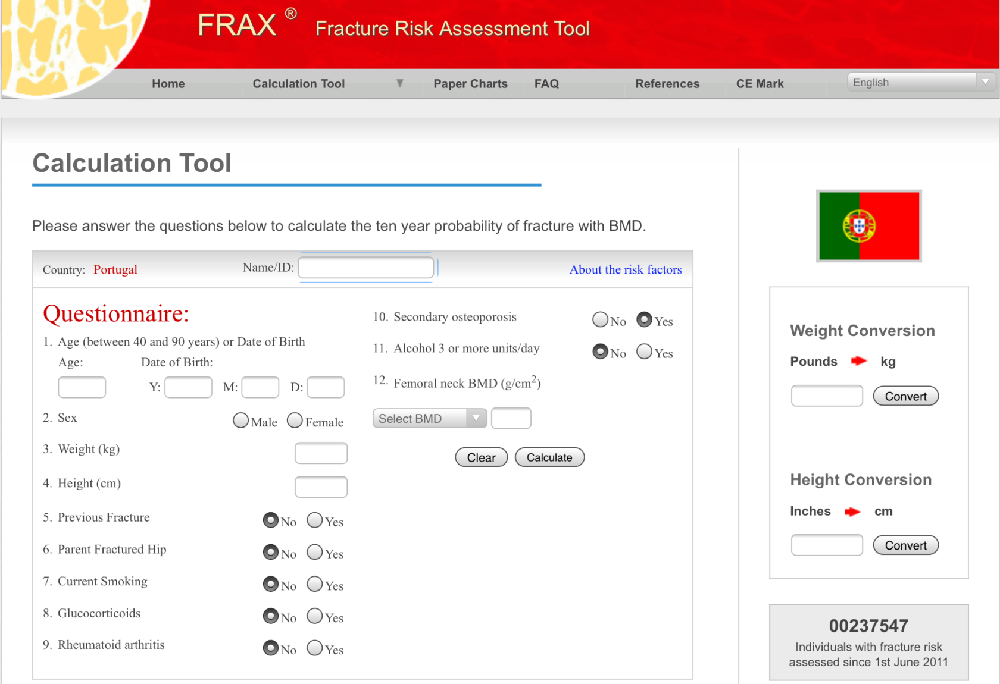 FRAX ® Fracture Risk Assessment Tool
Home Calculation Tool ▼ Paper Charts FAQ References CE Mark English
Calculation Tool
Please answer the questions below to calculate the ten year probability of fracture with BMD.
Country: Portugal Name/ID: About the risk factors
Questionnaire:
1. Age (between 40 and 90 years) or Date of Birth
Age: Date of Birth:
Y: M: D:
2. Sex Male Female
3. Weight (kg)
4. Height (cm)
5. Previous Fracture No Yes
6. Parent Fractured Hip No Yes
7. Current Smoking No Yes
8. Glucocorticoids No Yes
9. Rheumatoid arthritis No Yes
10. Secondary osteoporosis No Yes
11. Alcohol 3 or more units/day No Yes
12. Femoral neck BMD (g/cm²)
Select BMD
Clear Calculate
Weight Conversion
Pounds kg
Convert
Height Conversion
Inches cm
Convert
00237547
Individuals with fracture risk
assessed since 1st June 2011